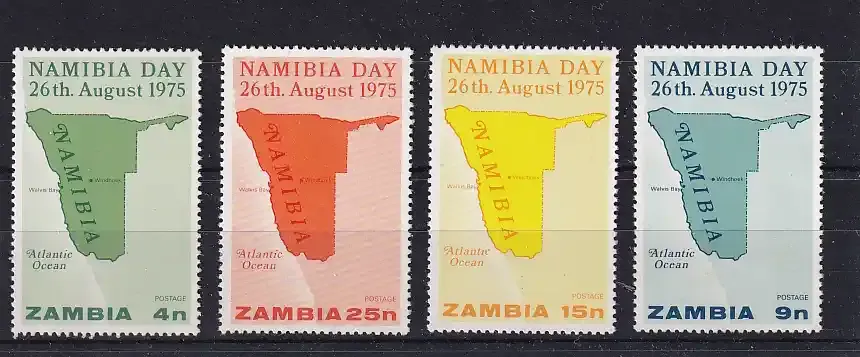 NAMIBIA DAY
26th. August 1975
NAMIBIA
Windhoek
Walvis Bay
Atlantic
Ocean
POSTAGE
ZAMBIA 4n
NAMIBIA DAY
26th. August 1975
NAMIBIA
Windhoek
Walvis Bay
Atlantic
Ocean
POSTAGE
ZAMBIA 25n
NAMIBIA DAY
26th. August 1975
NAMIBIA
Windhoek
Walvis Bay
Atlantic
Ocean
POSTAGE
ZAMBIA 15n
NAMIBIA DAY
26th. August 1975
NAMIBIA
Windhoek
Walvis Bay
Atlantic
Ocean
POSTAGE
ZAMBIA 9n